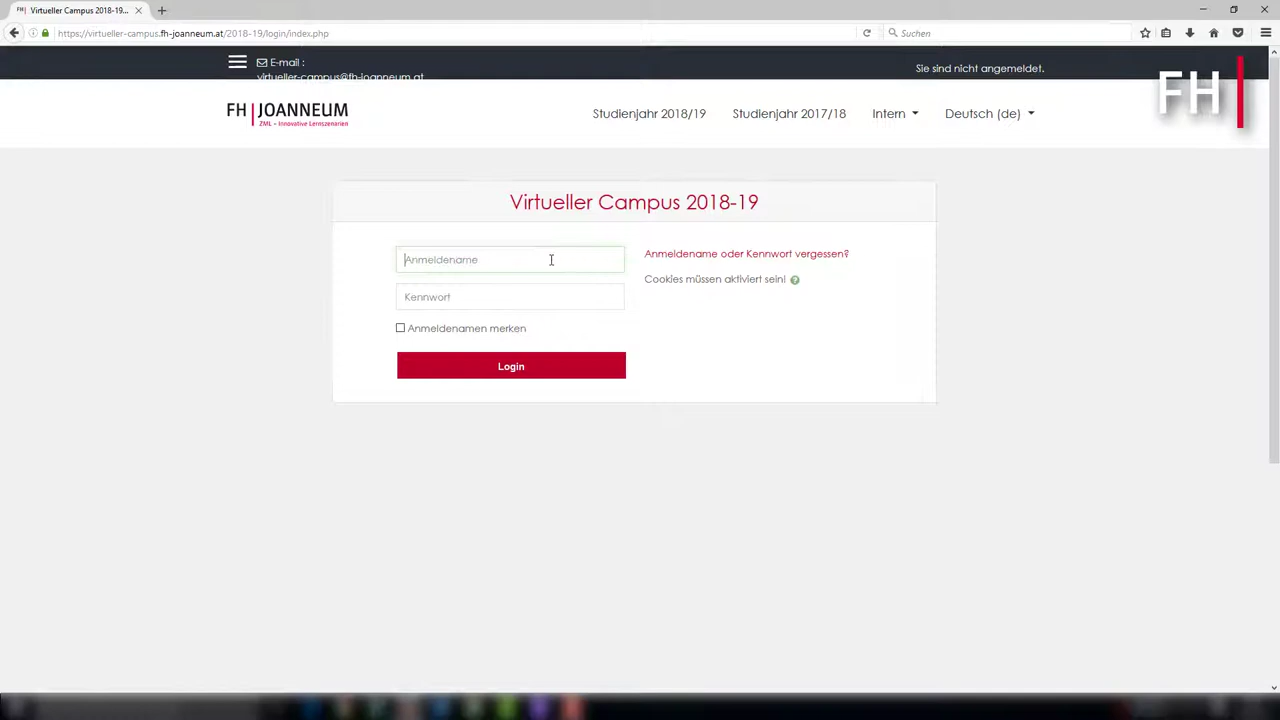 Virtueller Campus 2018-19...
https://virtueller-campus.fh-joanneum.at/2018-19/login/index.php
Suchen
E-mail :
virtueller-campus@fh-joanneum.at
Sie sind nicht angemeldet.
FH
FH | JOANNEUM
ZML – Innovative Lernszenarien
Studienjahr 2018/19
Studienjahr 2017/18
Intern
Deutsch (de)
Virtueller Campus 2018-19
Anmeldename
Kennwort
Anmeldenamen merken
Login
Anmeldename oder Kennwort vergessen?
Cookies müssen aktiviert sein!